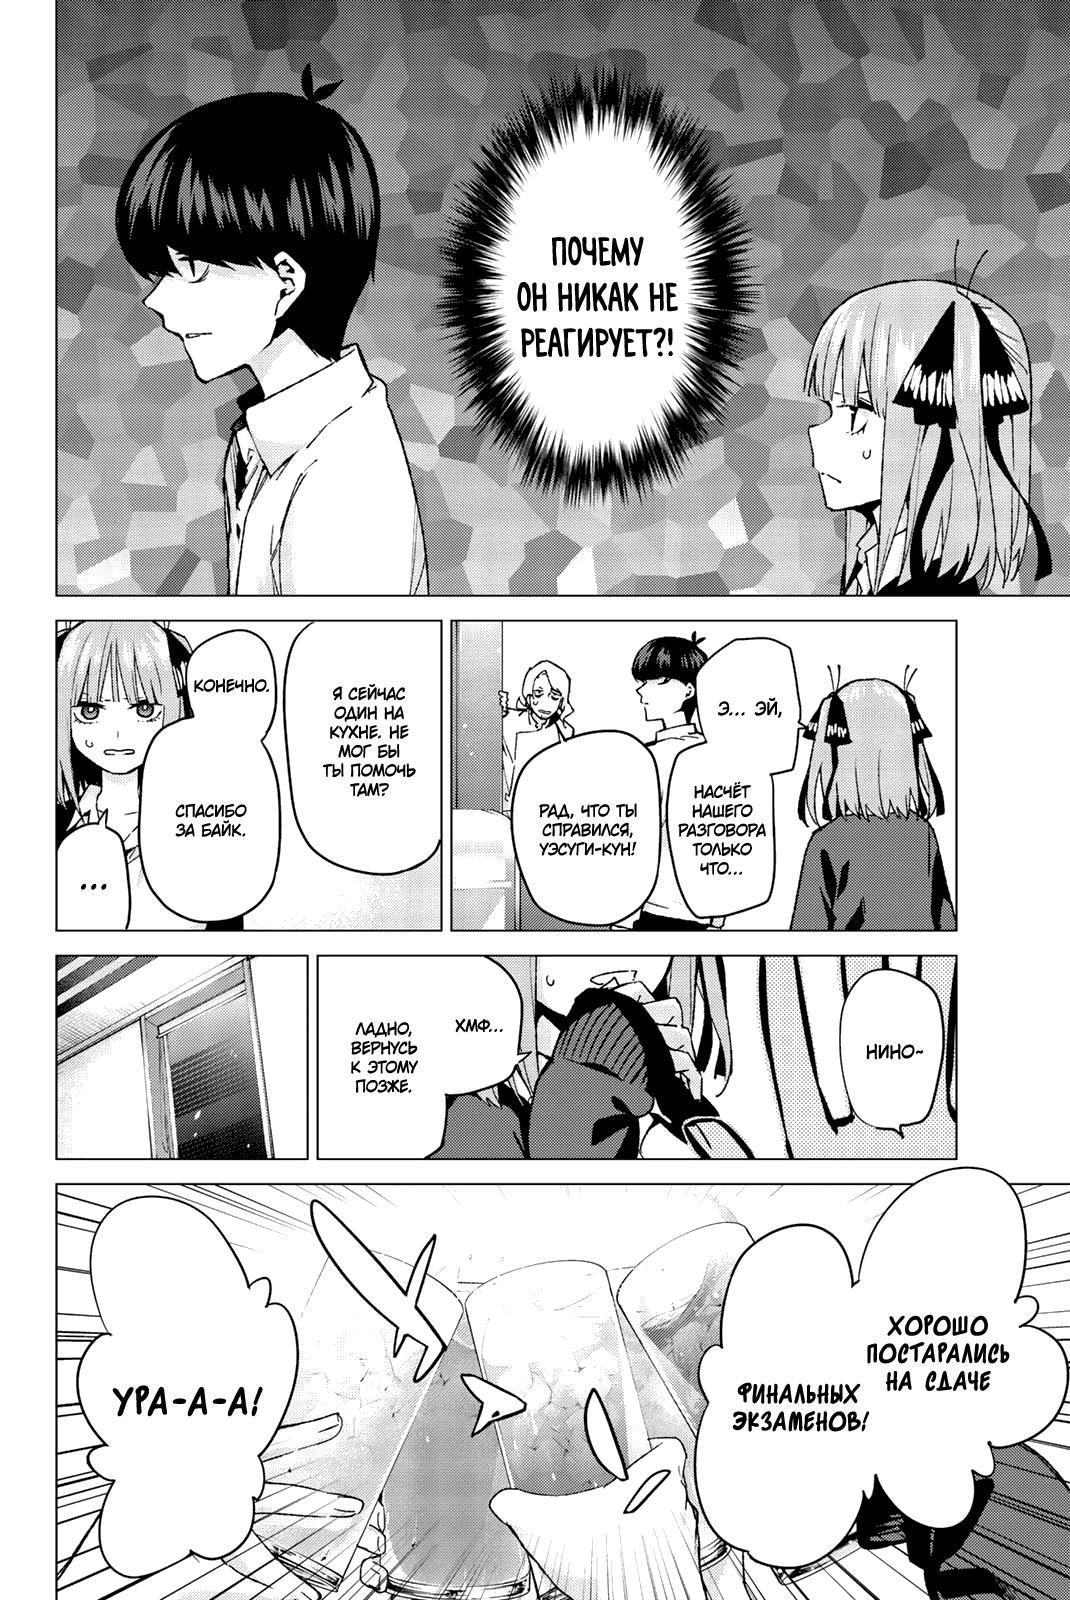 ПОЧЕМУ
ОН НИКАК НЕ
РЕАГИРУЕТ?!
Э... ЭЙ,
НАСЧЁТ
НАШЕГО
РАЗГОВОРА
ТОЛЬКО
ЧТО...
РАД, ЧТО ТЫ
СПРАВИЛСЯ,
УЭСУГИ-КУН!
Я СЕЙЧАС
ОДИН НА
КУХНЕ. НЕ
МОГ БЫ
ТЫ ПОМОЧЬ
ТАМ?
КОНЕЧНО.
СПАСИБО
ЗА БАЙК.
...
НИНО~
ХМФ...
ЛАДНО,
ВЕРНУСЬ
К ЭТОМУ
ПОЗЖЕ.
ХОРОШО
ПОСТАРАЛИСЬ
НА СДАЧЕ
ФИНАЛЬНЫХ
ЭКЗАМЕНОВ!
УРА-А-А!